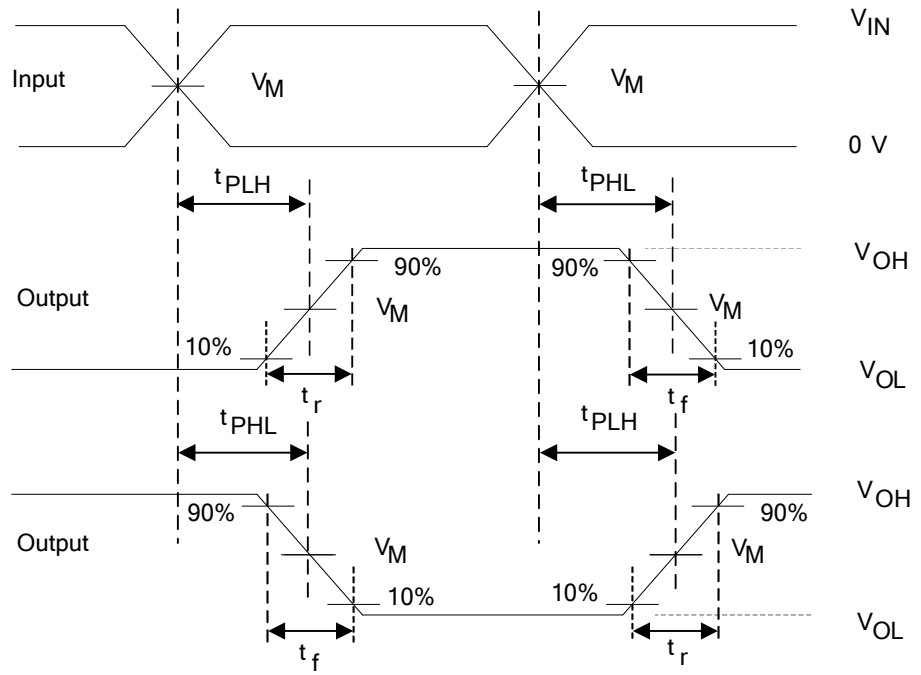 V_IN
Input V_M V_M
0 V
t_PLH t_PHL
V_OH
90% 90%
Output V_M V_M
10% 10%
V_OL
t_r t_f
t_PHL t_PLH
V_OH
90% 90%
Output V_M V_M
10% 10%
V_OL
t_f t_r